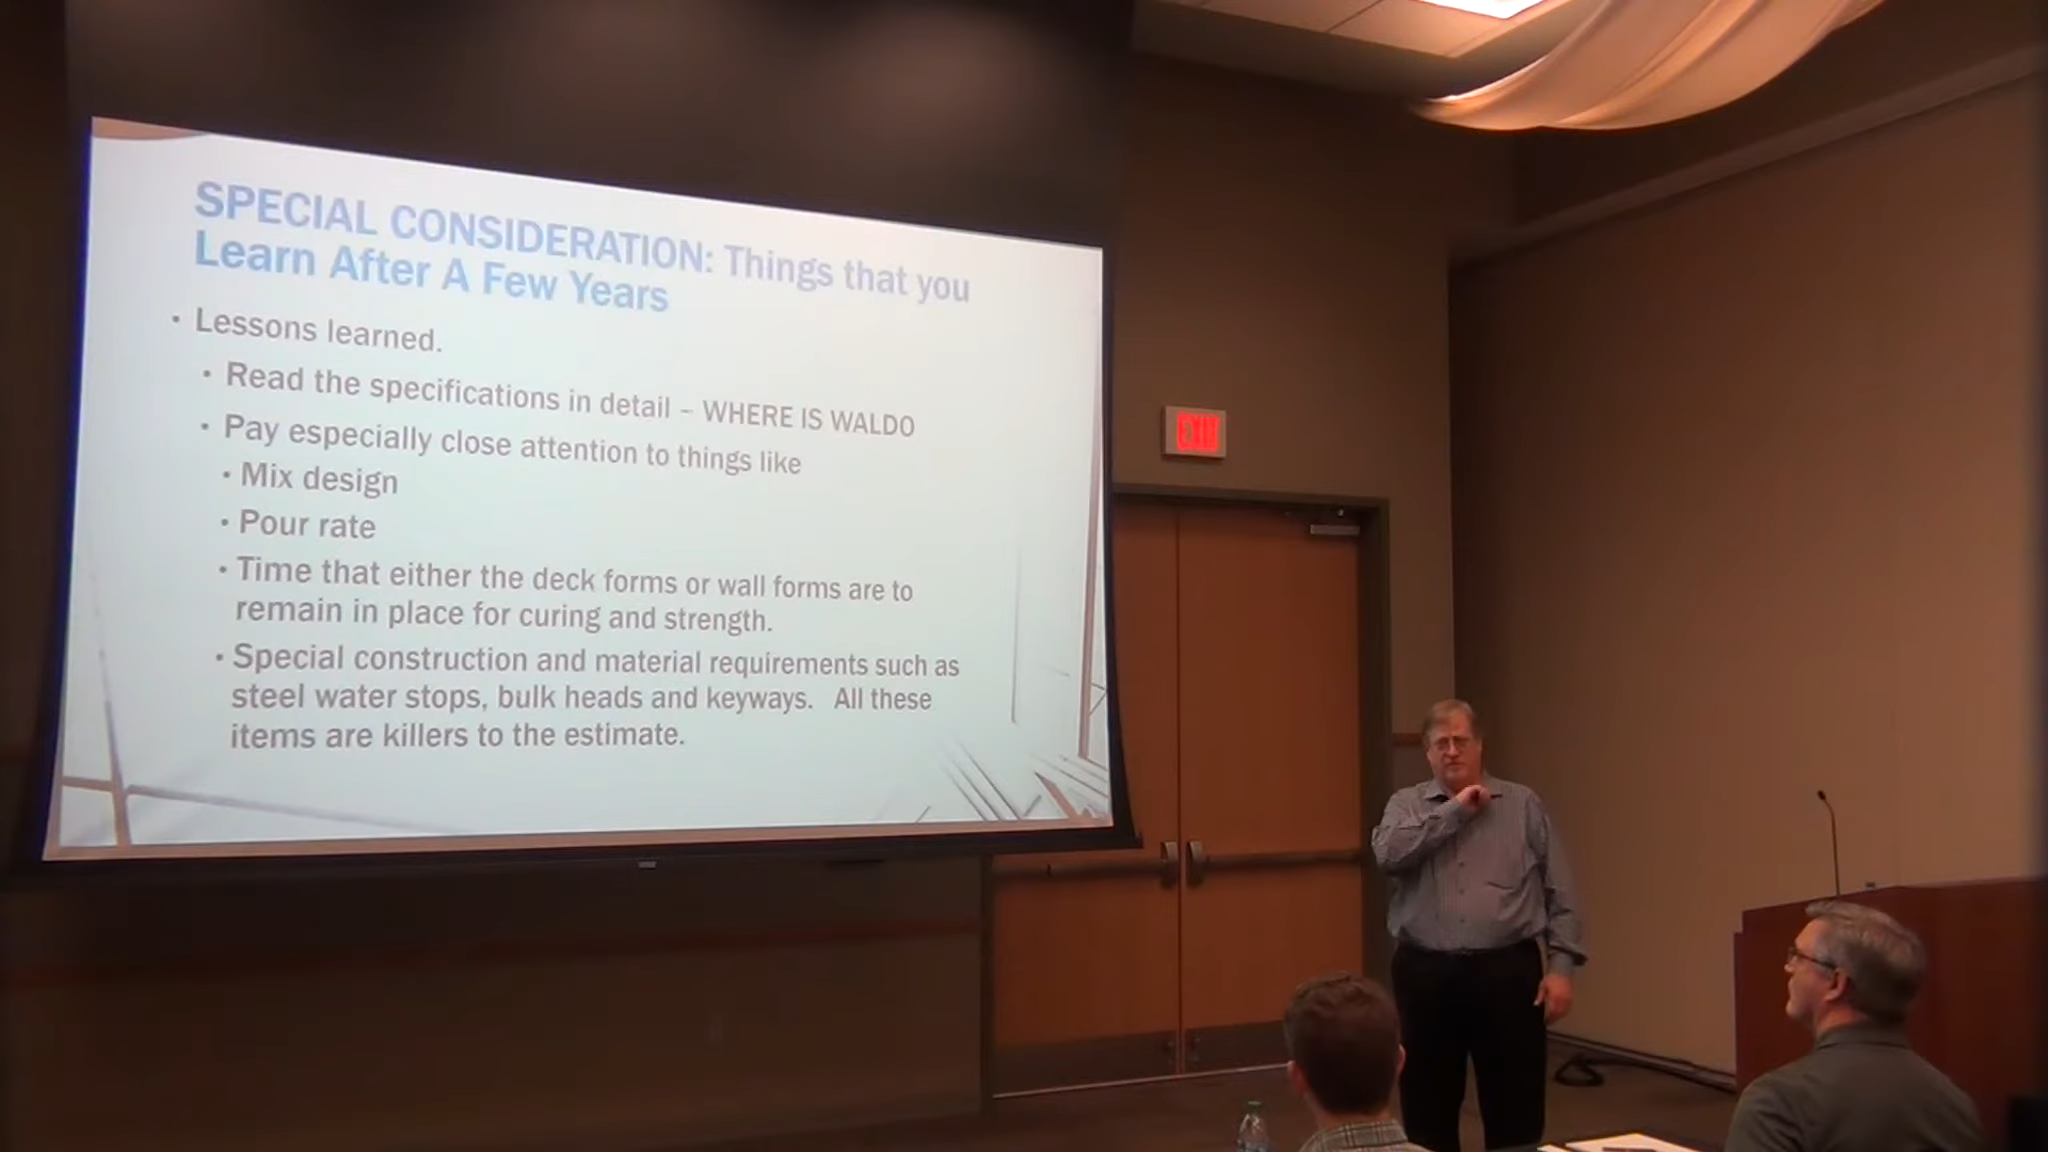 SPECIAL CONSIDERATION: Things that you
Learn After A Few Years
• Lessons learned.
• Read the specifications in detail – WHERE IS WALDO
• Pay especially close attention to things like
• Mix design
• Pour rate
• Time that either the deck forms or wall forms are to
remain in place for curing and strength.
• Special construction and material requirements such as
steel water stops, bulk heads and keyways. All these
items are killers to the estimate.
EXIT